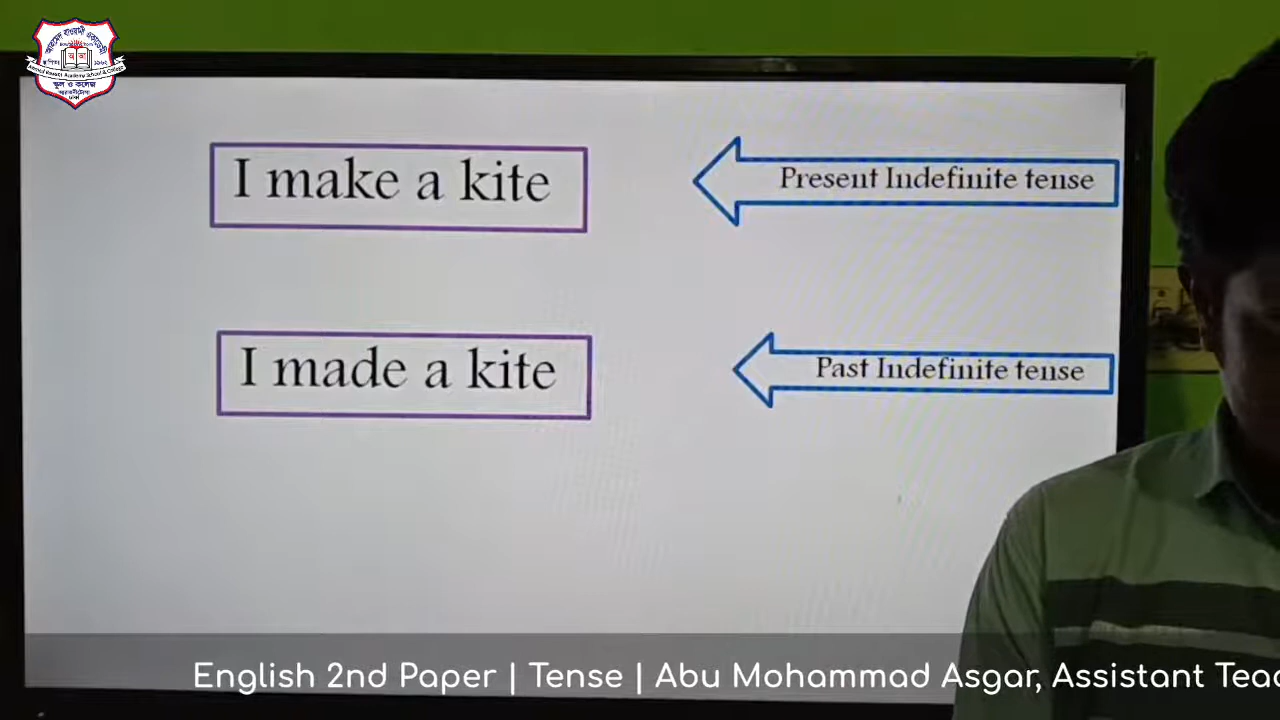 I make a kite
Present Indefinite tense
I made a kite
Past Indefinite tense
English 2nd Paper | Tense | Abu Mohammad Asgar, Assistant Teac
স্কুল ও কলেজ